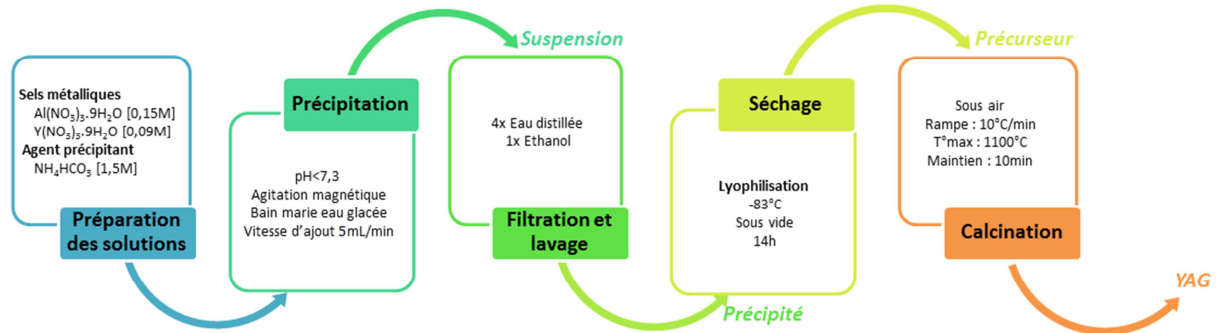 Sels métalliques
Al(NO₃)₃.9H₂O [0,15M]
Y(NO₃)₃.9H₂O [0,09M]
Agent précipitant
NH₄HCO₃ [1,5M]
Préparation
des solutions
Précipitation
pH<7,3
Agitation magnétique
Bain marie eau glacée
Vitesse d'ajout 5mL/min
Suspension
4x Eau distillée
1x Ethanol
Filtration et
lavage
Précipité
Séchage
Lyophilisation
-83°C
Sous vide
14h
Précurseur
Sous air
Rampe : 10°C/min
T°max : 1100°C
Maintien : 10min
Calcination
YAG